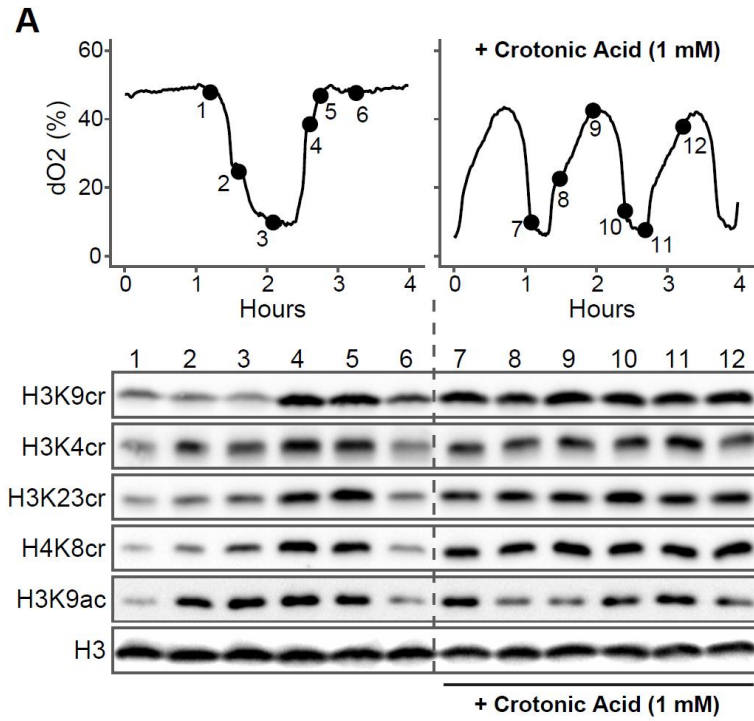 A
+ Crotonic Acid (1 mM)
dO2 (%)
60
40
20
0
1
2
3
4
5
6
7
8
9
10
11
12
0 1 2 3 4
0 1 2 3 4
Hours
Hours
1 2 3 4 5 6 7 8 9 10 11 12
H3K9cr
H3K4cr
H3K23cr
H4K8cr
H3K9ac
H3
+ Crotonic Acid (1 mM)